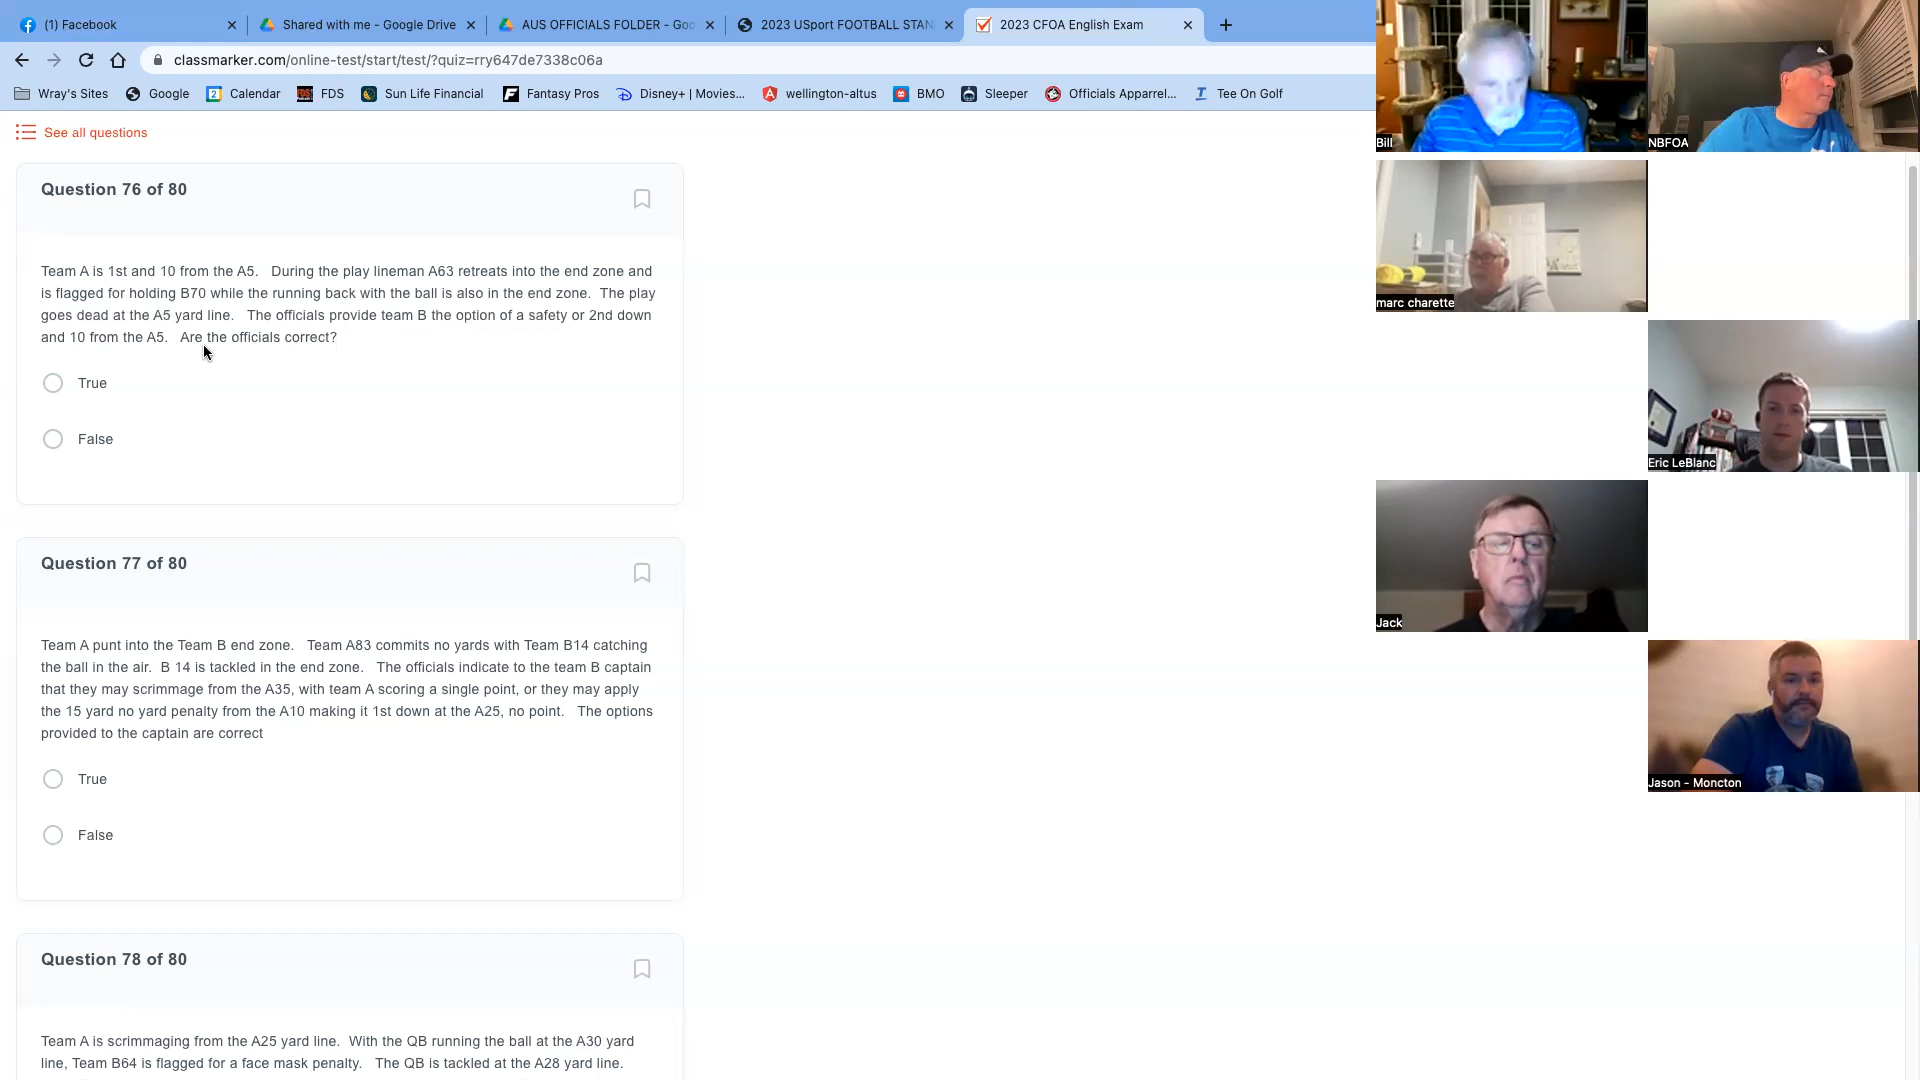 (1) Facebook
Shared with me - Google Drive
AUS OFFICIALS FOLDER - Goo
2023 USport FOOTBALL STAN
2023 CFOA English Exam
classmarker.com/online-test/start/test/?quiz=rry647de7338c06a
Wray's Sites
Google
2
Calendar
FDS
Sun Life Financial
Fantasy Pros
Disney+ | Movies...
wellington-altus
BMO
Sleeper
Officials Apparrel...
Tee On Golf
See all questions
Question 76 of 80
Team A is 1st and 10 from the A5. During the play lineman A63 retreats into the end zone and
is flagged for holding B70 while the running back with the ball is also in the end zone. The play
goes dead at the A5 yard line. The officials provide team B the option of a safety or 2nd down
and 10 from the A5. Are the officials correct?
True
False
Question 77 of 80
Team A punt into the Team B end zone. Team A83 commits no yards with Team B14 catching
the ball in the air. B 14 is tackled in the end zone. The officials indicate to the team B captain
that they may scrimmage from the A35, with team A scoring a single point, or they may apply
the 15 yard no yard penalty from the A10 making it 1st down at the A25, no point. The options
provided to the captain are correct
True
False
Question 78 of 80
Team A is scrimmaging from the A25 yard line. With the QB running the ball at the A30 yard
line, Team B64 is flagged for a face mask penalty. The QB is tackled at the A28 yard line.
Bill
NBFOA
marc charette
Eric LeBlanc
Jack
Jason - Moncton